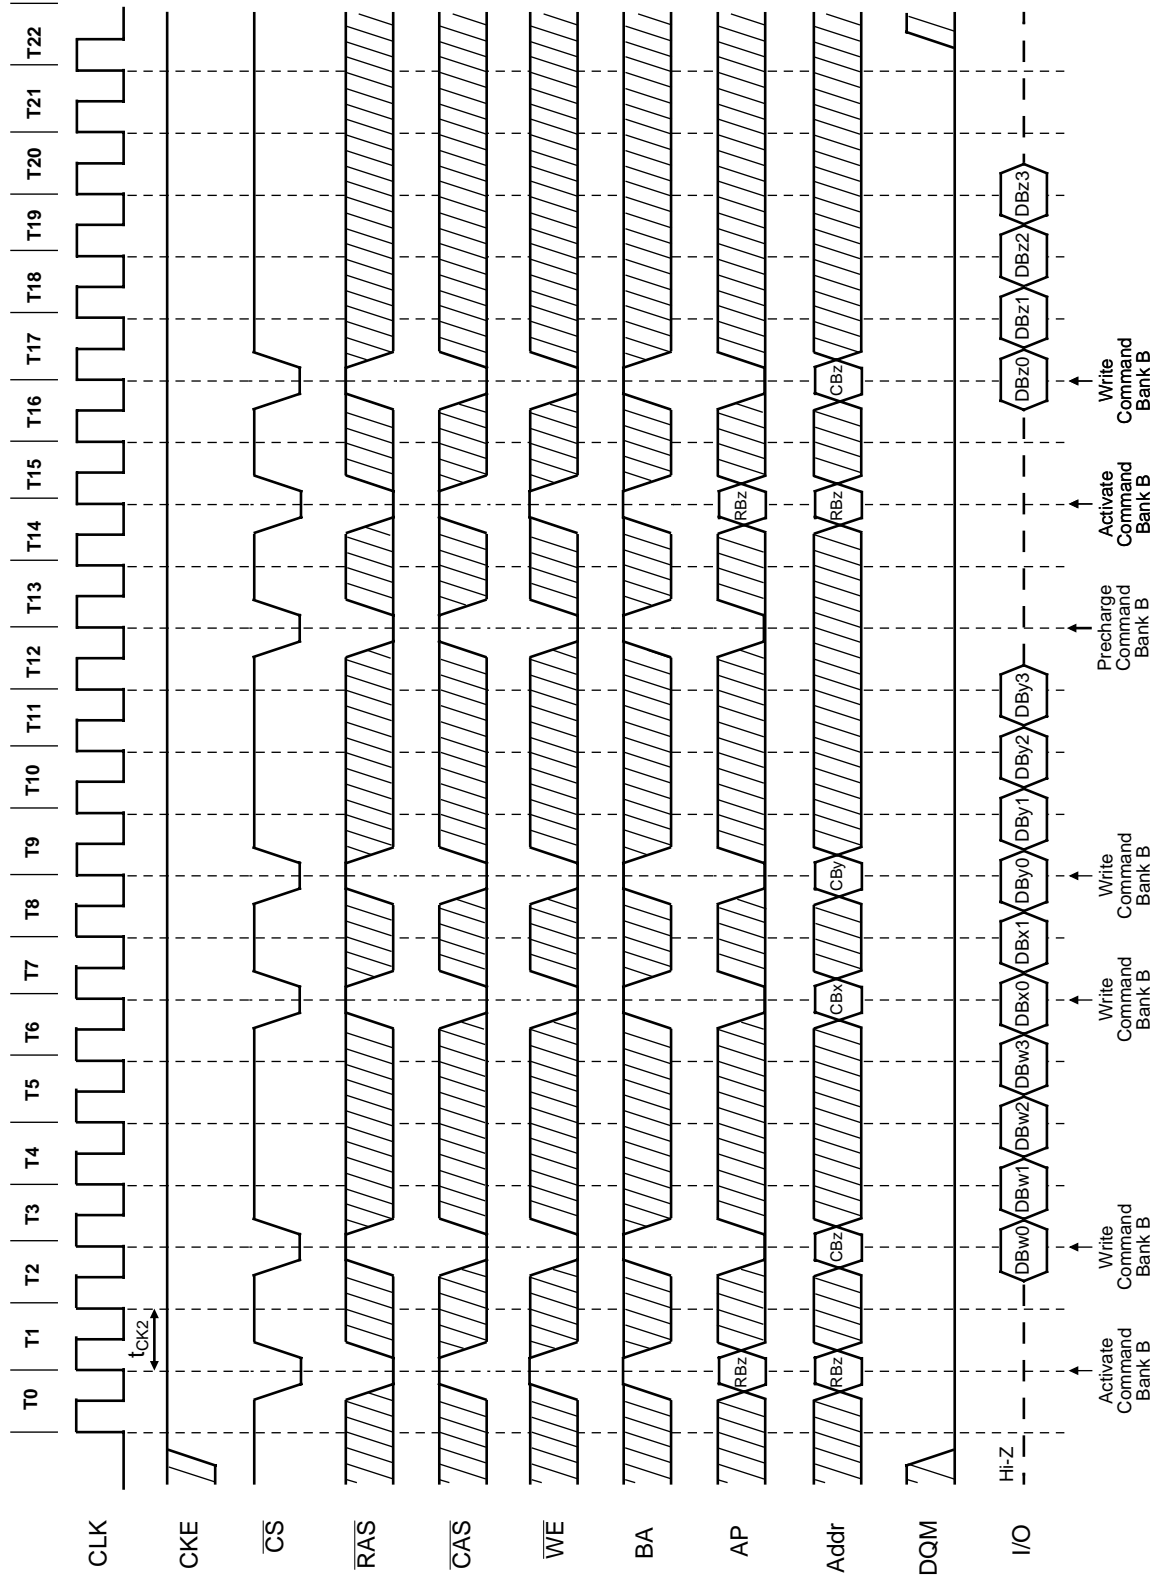 T0 T1 T2 T3 T4 T5 T6 T7 T8 T9 T10 T11 T12 T13 T14 T15 T16 T17 T18 T19 T20 T21 T22
CLK
tCK2
CKE
CS
RAS
CAS
WE
BA
AP
RBz RBz
Addr
RBz CBz CBx CBy RBz CBz
DQM
I/O
Hi-Z
DBw0 DBw1 DBw2 DBw3 DBx0 DBx1 DBy0 DBy1 DBy2 DBy3 DBz0 DBz1 DBz2 DBz3
Activate
Command
Bank B
Write
Command
Bank B
Write
Command
Bank B
Write
Command
Bank B
Precharge
Command
Bank B
Activate
Command
Bank B
Write
Command
Bank B